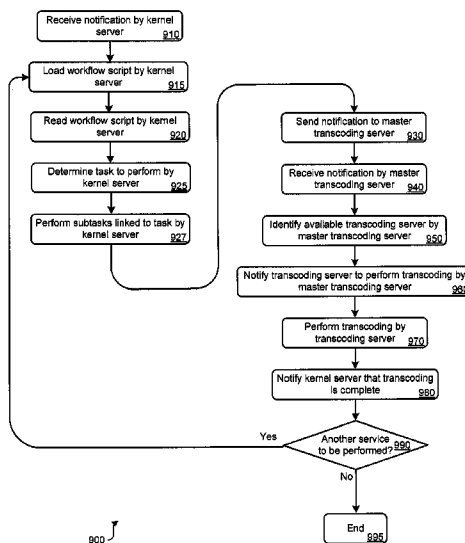 Receive notification by kernel
server 910
Load workflow script by kernel
server 915
Read workflow script by kernel
server 920
Determine task to perform by
kernel server 925
Perform subtasks linked to task by
kernel server 927
Send notification to master
transcoding server 930
Receive notification by master
transcoding server 940
Identify available transcoding server by
master transcoding server 950
Notify transcoding server to perform transcoding by
master transcoding server 960
Perform transcoding by
transcoding server 970
Notify kernel server that transcoding
is complete 980
Yes
Another service
to be performed? 990
No
End
995
900